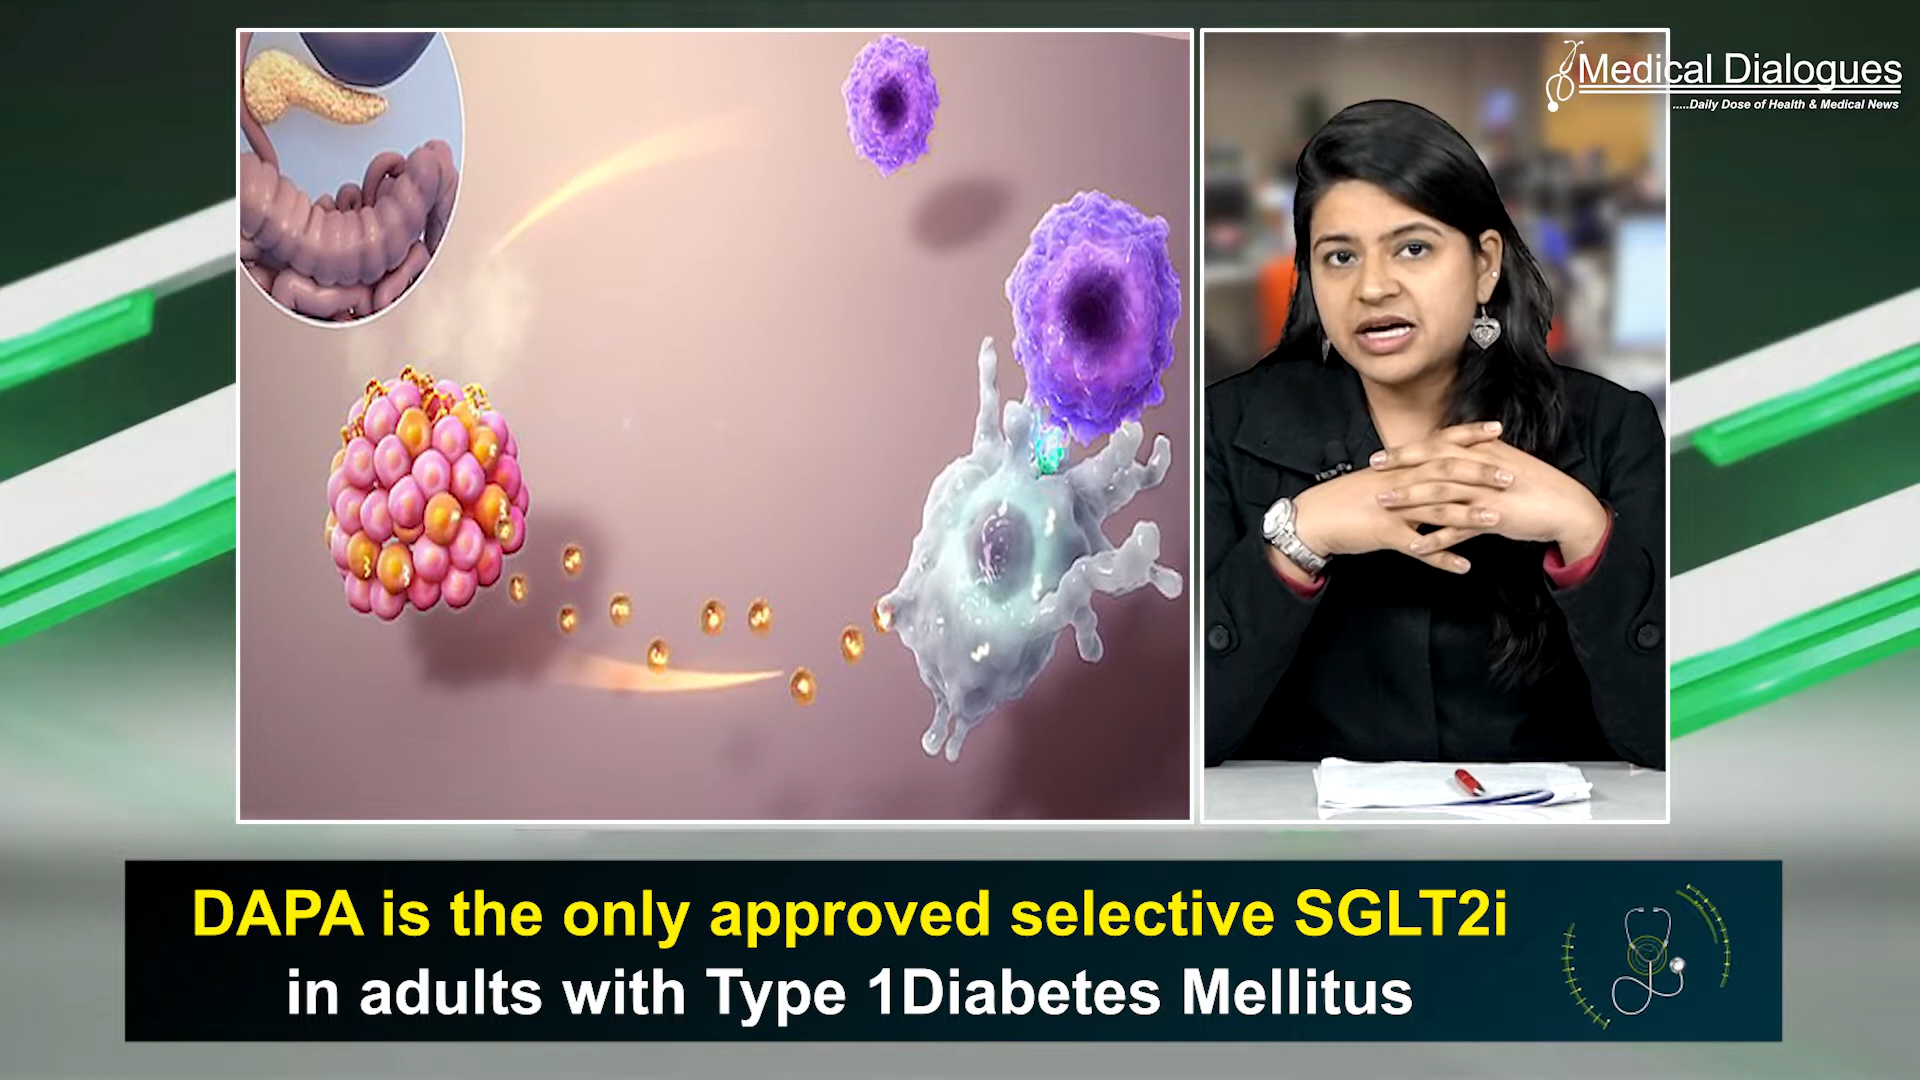 Medical Dialogues
.....Daily Dose of Health & Medical News
DAPA is the only approved selective SGLT2i
in adults with Type 1Diabetes Mellitus